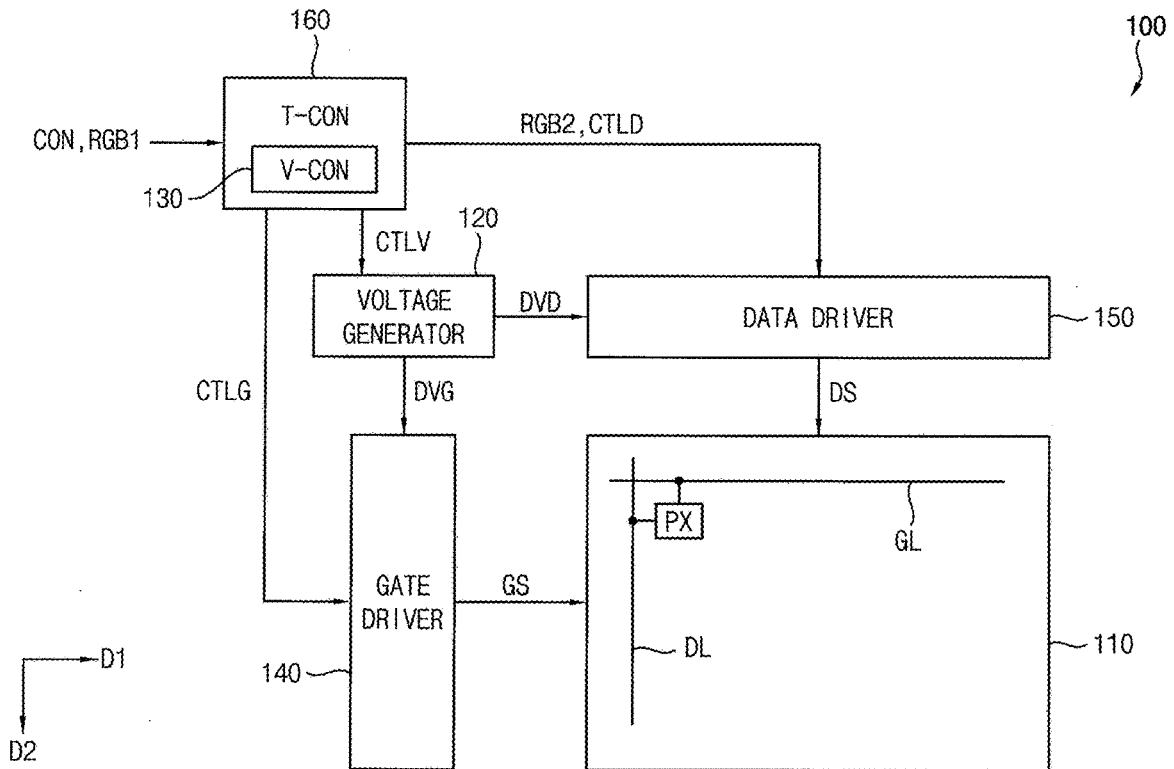 160
100
T-CON
CON,RGB1
RGB2,CTLD
V-CON
130
120
CTLV
VOLTAGE
GENERATOR
DVD
DATA DRIVER
150
CTLG
DVG
DS
PX
GL
GATE
DRIVER
GS
D1
140
DL
110
D2